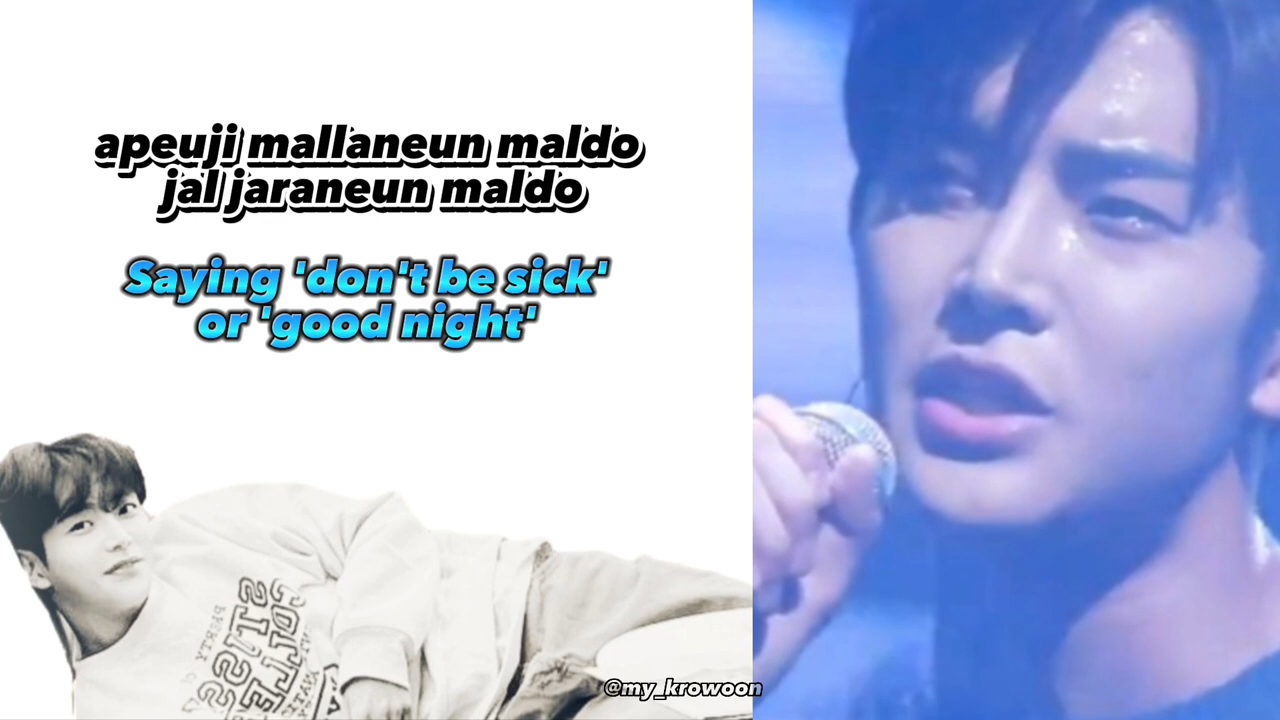 apeuji mallaneun maldo
jal jaraneun maldo
Saying 'don't be sick'
or 'good night'
@my_krowoon